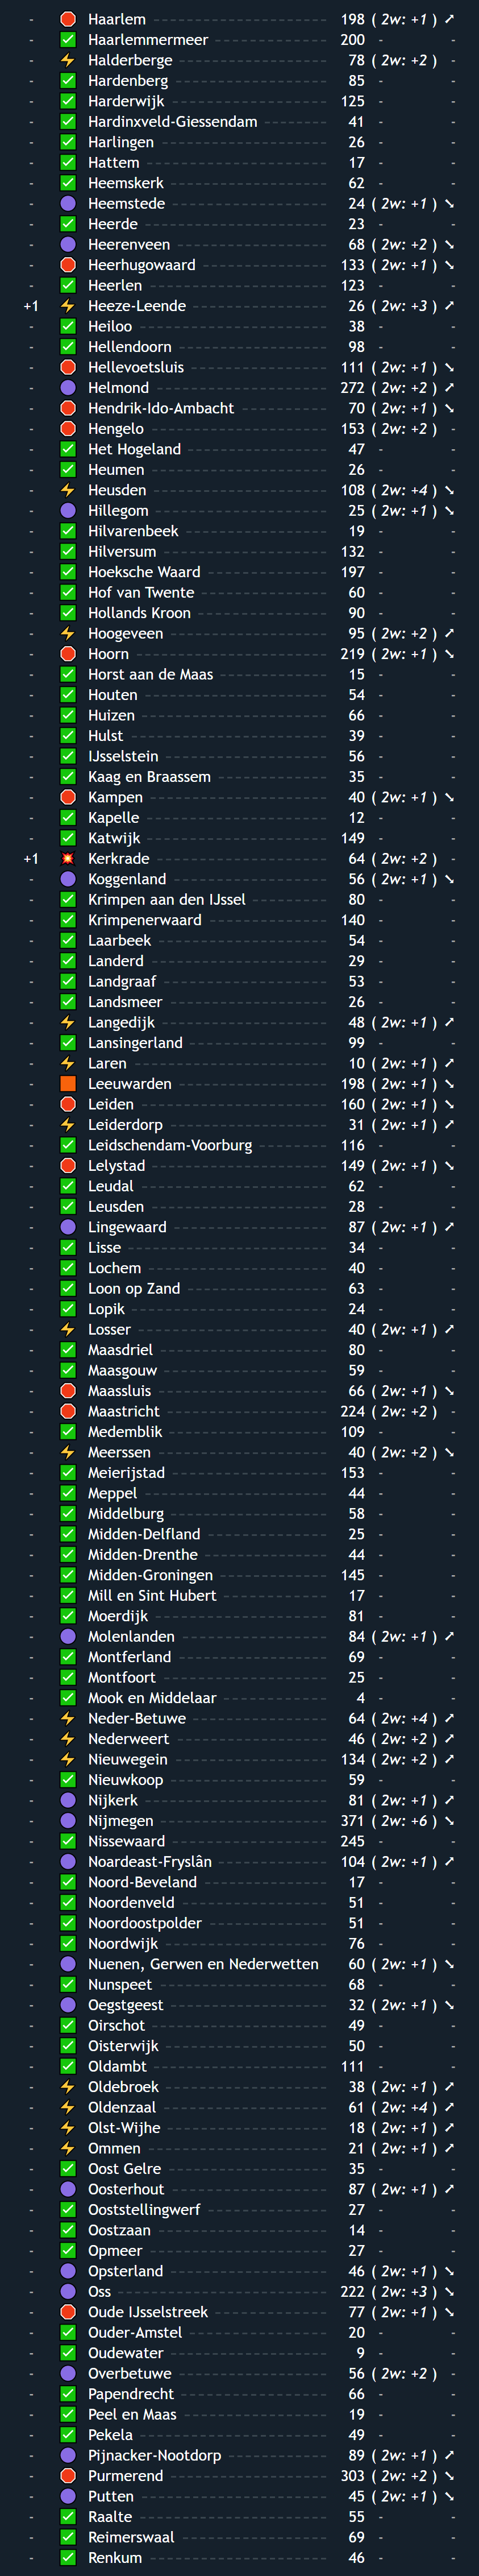 - Haarlem 198 ( 2w: +1 ) ➚
- Haarlemmermeer 200 - -
- Halderberge 78 ( 2w: +2 ) -
- Hardenberg 85 - -
- Harderwijk 125 - -
- Hardinxveld-Giessendam 41 - -
- Harlingen 26 - -
- Hattem 17 - -
- Heemskerk 62 - -
- Heemstede 24 ( 2w: +1 ) ➘
- Heerde 23 - -
- Heerenveen 68 ( 2w: +2 ) ➘
- Heerhugowaard 133 ( 2w: +1 ) ➘
- Heerlen 123 - -
+1 Heeze-Leende 26 ( 2w: +3 ) ➚
- Heiloo 38 - -
- Hellendoorn 98 - -
- Hellevoetsluis 111 ( 2w: +1 ) ➘
- Helmond 272 ( 2w: +2 ) ➚
- Hendrik-Ido-Ambacht 70 ( 2w: +1 ) ➘
- Hengelo 153 ( 2w: +2 ) -
- Het Hogeland 47 - -
- Heumen 26 - -
- Heusden 108 ( 2w: +4 ) ➘
- Hillegom 25 ( 2w: +1 ) ➘
- Hilvarenbeek 19 - -
- Hilversum 132 - -
- Hoeksche Waard 197 - -
- Hof van Twente 60 - -
- Hollands Kroon 90 - -
- Hoogeveen 95 ( 2w: +2 ) ➚
- Hoorn 219 ( 2w: +1 ) ➘
- Horst aan de Maas 15 - -
- Houten 54 - -
- Huizen 66 - -
- Hulst 39 - -
- IJsselstein 56 - -
- Kaag en Braassem 35 - -
- Kampen 40 ( 2w: +1 ) ➘
- Kapelle 12 - -
- Katwijk 149 - -
+1 Kerkrade 64 ( 2w: +2 ) -
- Koggenland 56 ( 2w: +1 ) ➘
- Krimpen aan den IJssel 80 - -
- Krimpenerwaard 140 - -
- Laarbeek 54 - -
- Landerd 29 - -
- Landgraaf 53 - -
- Landsmeer 26 - -
- Langedijk 48 ( 2w: +1 ) ➚
- Lansingerland 99 - -
- Laren 10 ( 2w: +1 ) ➚
- Leeuwarden 198 ( 2w: +1 ) ➘
- Leiden 160 ( 2w: +1 ) ➘
- Leiderdorp 31 ( 2w: +1 ) ➚
- Leidschendam-Voorburg 116 - -
- Lelystad 149 ( 2w: +1 ) ➘
- Leudal 62 - -
- Leusden 28 - -
- Lingewaard 87 ( 2w: +1 ) ➚
- Lisse 34 - -
- Lochem 40 - -
- Loon op Zand 63 - -
- Lopik 24 - -
- Losser 40 ( 2w: +1 ) ➚
- Maasdriel 80 - -
- Maasgouw 59 - -
- Maassluis 66 ( 2w: +1 ) ➘
- Maastricht 224 ( 2w: +2 ) -
- Medemblik 109 - -
- Meerssen 40 ( 2w: +2 ) ➘
- Meierijstad 153 - -
- Meppel 44 - -
- Middelburg 58 - -
- Midden-Delfland 25 - -
- Midden-Drenthe 44 - -
- Midden-Groningen 145 - -
- Mill en Sint Hubert 17 - -
- Moerdijk 81 - -
- Molenlanden 84 ( 2w: +1 ) ➚
- Montferland 69 - -
- Montfoort 25 - -
- Mook en Middelaar 4 - -
- Neder-Betuwe 64 ( 2w: +4 ) ➚
- Nederweert 46 ( 2w: +2 ) ➚
- Nieuwegein 134 ( 2w: +2 ) ➚
- Nieuwkoop 59 - -
- Nijkerk 81 ( 2w: +1 ) ➚
- Nijmegen 371 ( 2w: +6 ) ➘
- Nissewaard 245 - -
- Noardeast-Fryslân 104 ( 2w: +1 ) ➚
- Noord-Beveland 17 - -
- Noordenveld 51 - -
- Noordoostpolder 51 - -
- Noordwijk 76 - -
- Nuenen, Gerwen en Nederwetten 60 ( 2w: +1 ) ➘
- Nunspeet 68 - -
- Oegstgeest 32 ( 2w: +1 ) ➘
- Oirschot 49 - -
- Oisterwijk 50 - -
- Oldambt 111 - -
- Oldebroek 38 ( 2w: +1 ) ➚
- Oldenzaal 61 ( 2w: +4 ) ➚
- Olst-Wijhe 18 ( 2w: +1 ) ➚
- Ommen 21 ( 2w: +1 ) ➚
- Oost Gelre 35 - -
- Oosterhout 87 ( 2w: +1 ) ➚
- Ooststellingwerf 27 - -
- Oostzaan 14 - -
- Opmeer 27 - -
- Opsterland 46 ( 2w: +1 ) ➘
- Oss 222 ( 2w: +3 ) ➘
- Oude IJsselstreek 77 ( 2w: +1 ) ➘
- Ouder-Amstel 20 - -
- Oudewater 9 - -
- Overbetuwe 56 ( 2w: +2 ) -
- Papendrecht 66 - -
- Peel en Maas 19 - -
- Pekela 49 - -
- Pijnacker-Nootdorp 89 ( 2w: +1 ) ➚
- Purmerend 303 ( 2w: +2 ) ➘
- Putten 45 ( 2w: +1 ) ➘
- Raalte 55 - -
- Reimerswaal 69 - -
- Renkum 46 - -